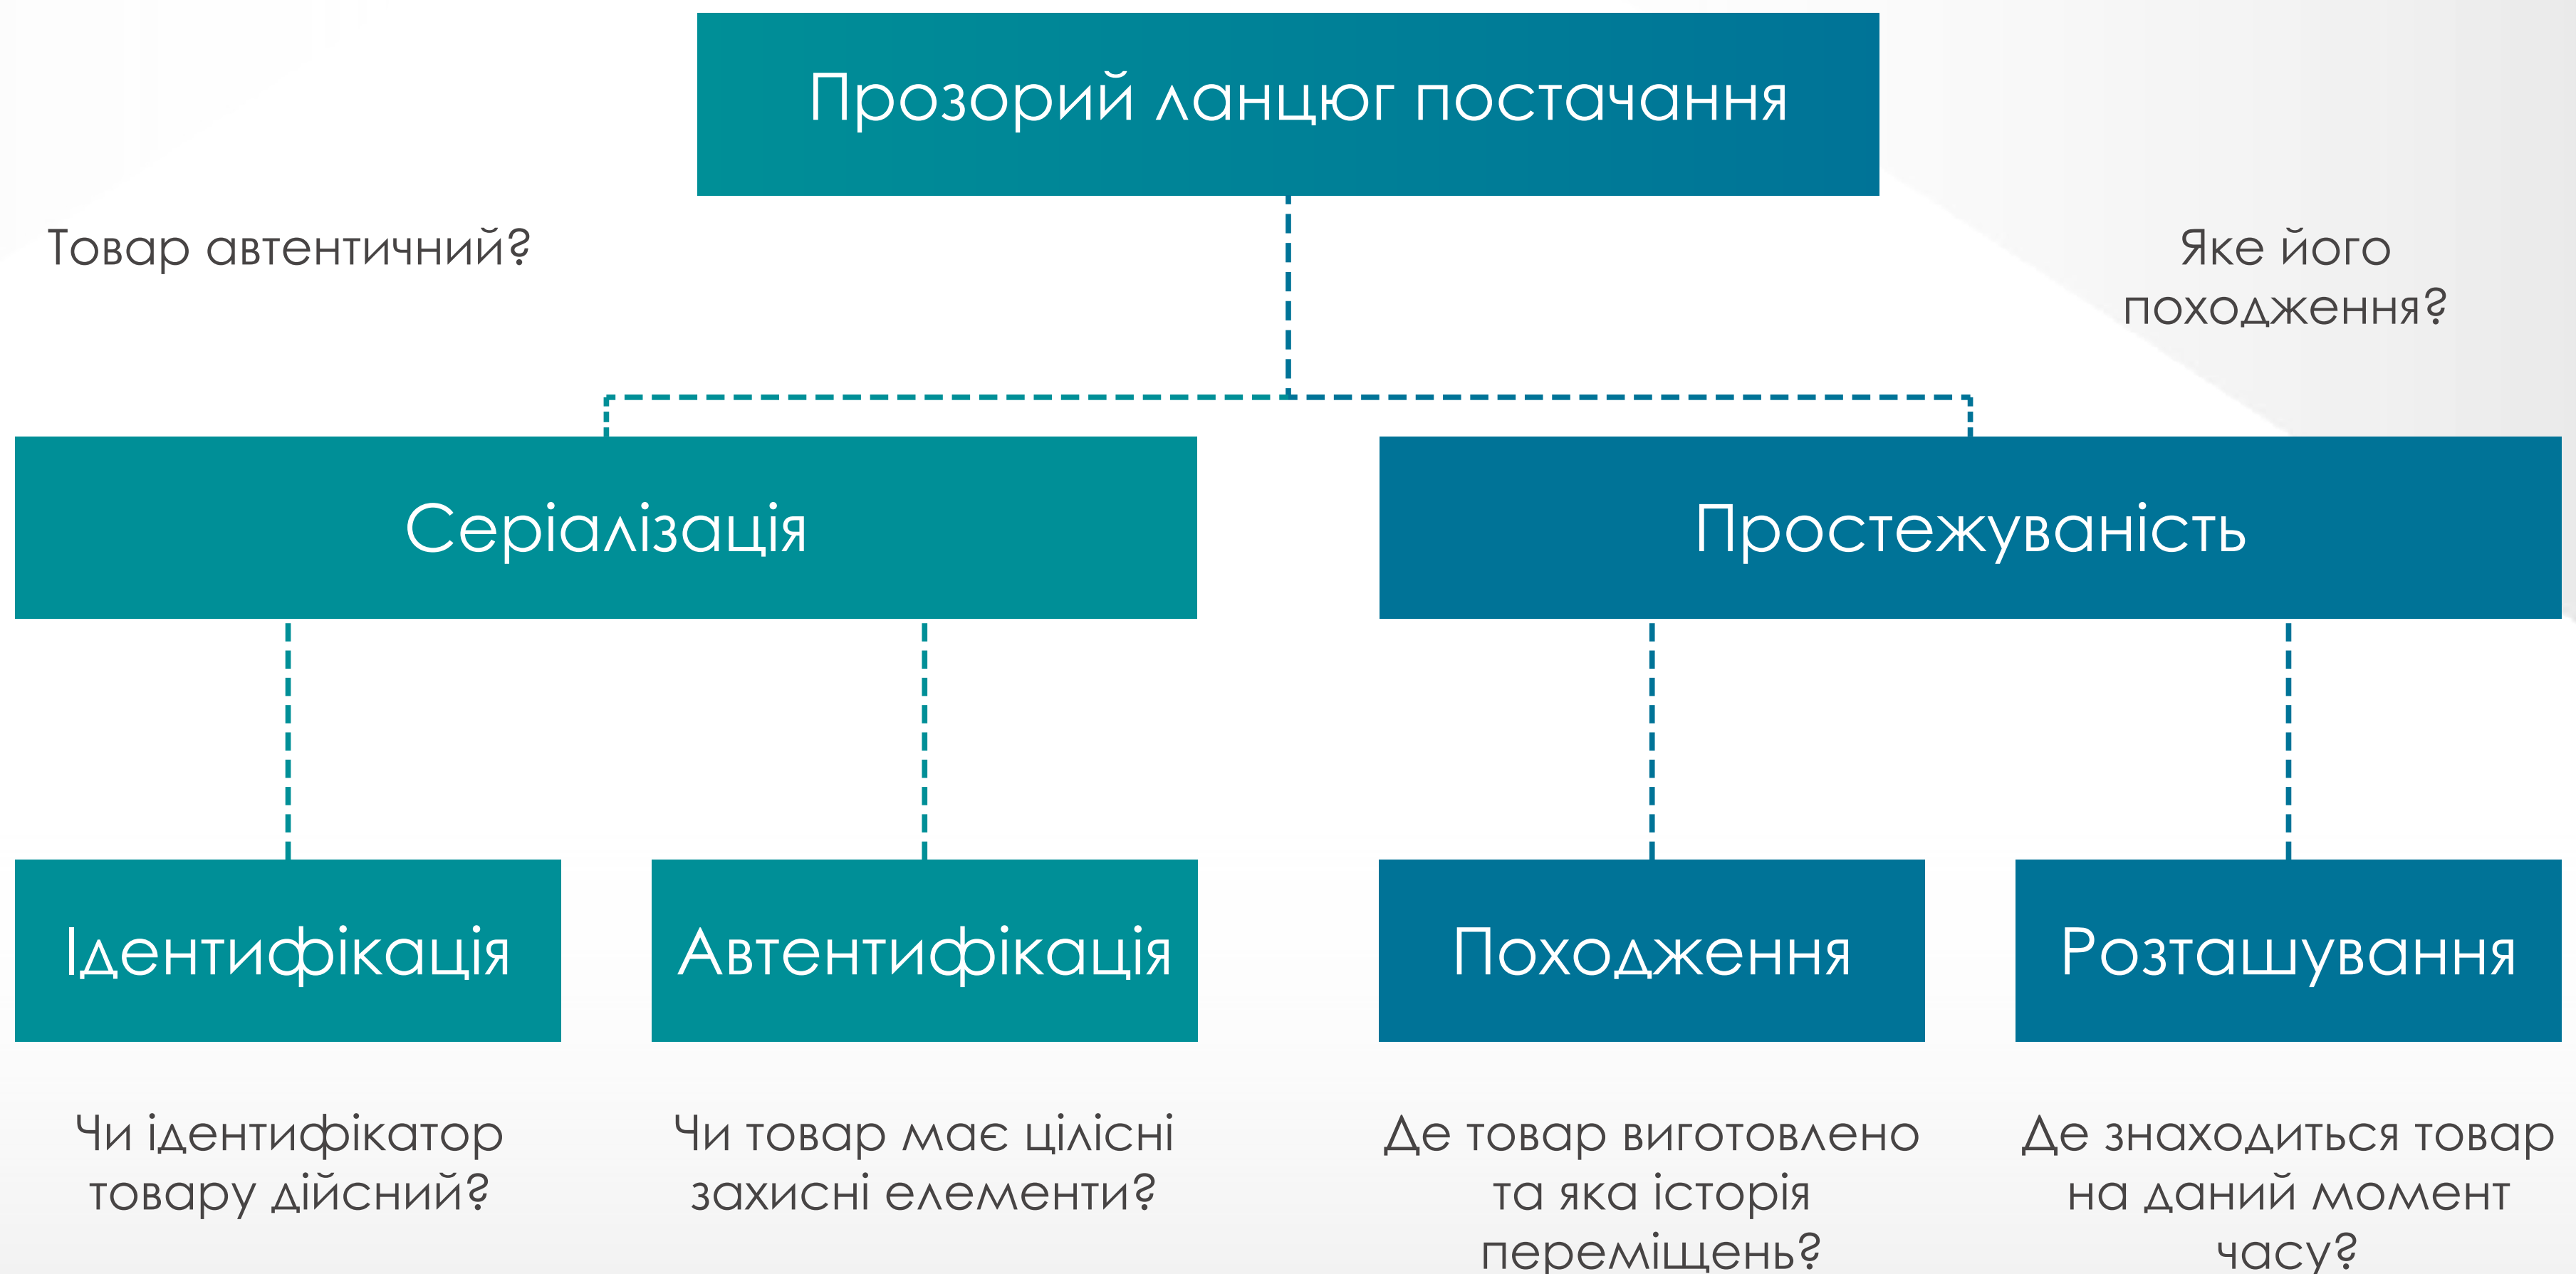 Прозорий ланцюг постачання
Товар автентичний?
Яке його
походження?
Серіалізація
Простежуваність
Ідентифікація
Автентифікація
Походження
Розташування
Чи ідентифікатор
товару дійсний?
Чи товар має цілісні
захисні елементи?
Де товар виготовлено
та яка історія
переміщень?
Де знаходиться товар
на даний момент
часу?